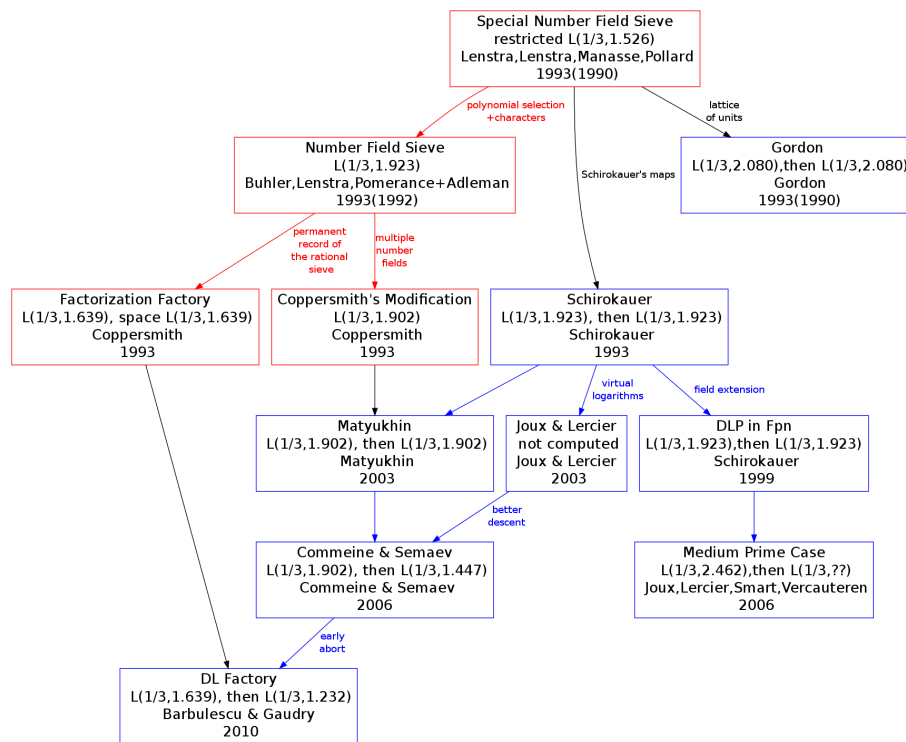 Special Number Field Sieve
restricted L(1/3,1.526)
Lenstra,Lenstra,Manasse,Pollard
1993(1990)
polynomial selection
+characters
lattice
of units
Number Field Sieve
L(1/3,1.923)
Buhler,Lenstra,Pomerance+Adleman
1993(1992)
Schirokauer's maps
Gordon
L(1/3,2.080),then L(1/3,2.080)
Gordon
1993(1990)
permanent
record of
the rational
sieve
multiple
number
fields
Factorization Factory
L(1/3,1.639), space L(1/3,1.639)
Coppersmith
1993
Coppersmith's Modification
L(1/3,1.902)
Coppersmith
1993
Schirokauer
L(1/3,1.923), then L(1/3,1.923)
Schirokauer
1993
virtual
logarithms
field extension
Matyukhin
L(1/3,1.902), then L(1/3,1.902)
Matyukhin
2003
Joux & Lercier
not computed
Joux & Lercier
2003
DLP in Fpn
L(1/3,1.923),then L(1/3,1.923)
Schirokauer
1999
better
descent
Commeine & Semaev
L(1/3,1.902), then L(1/3,1.447)
Commeine & Semaev
2006
Medium Prime Case
L(1/3,2.462),then L(1/3,??)
Joux,Lercier,Smart,Vercauteren
2006
early
abort
DL Factory
L(1/3,1.639), then L(1/3,1.232)
Barbulescu & Gaudry
2010